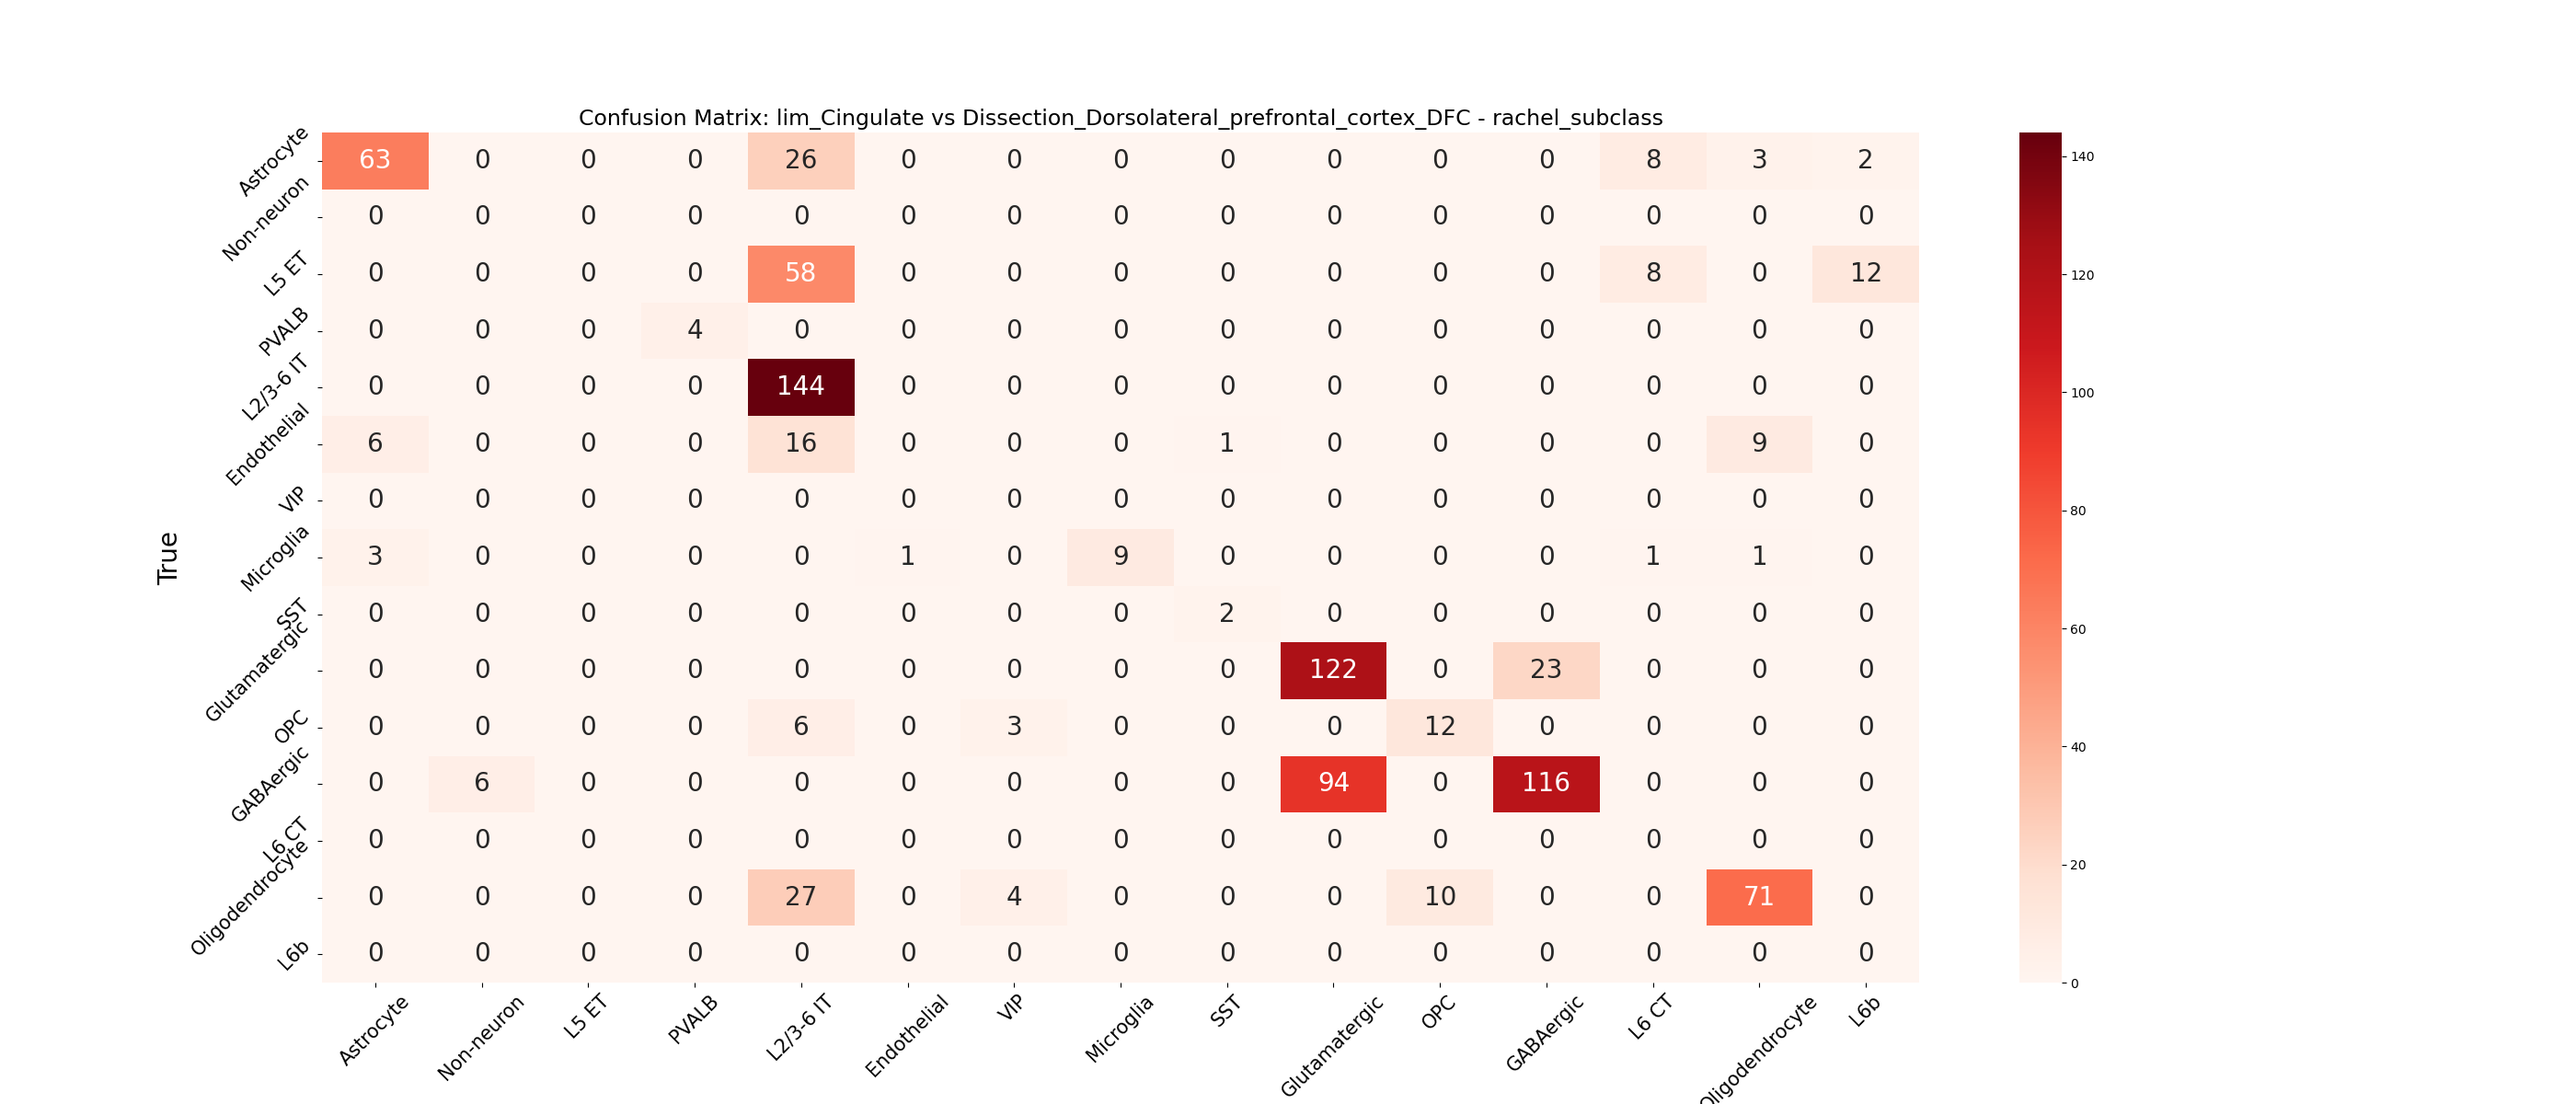 Confusion Matrix: lim_Cingulate vs Dissection_Dorsolateral_prefrontal_cortex_DFC - rachel_subclass
True
Astrocyte 63 0 0 0 26 0 0 0 0 0 0 0 8 3 2
Non-neuron 0 0 0 0 0 0 0 0 0 0 0 0 0 0 0
L5 ET 0 0 0 0 58 0 0 0 0 0 0 0 8 0 12
PVALB 0 0 0 4 0 0 0 0 0 0 0 0 0 0 0
L2/3-6 IT 0 0 0 0 144 0 0 0 0 0 0 0 0 0 0
Endothelial 6 0 0 0 16 0 0 0 1 0 0 0 0 9 0
VIP 0 0 0 0 0 0 0 0 0 0 0 0 0 0 0
Microglia 3 0 0 0 0 1 0 9 0 0 0 0 1 1 0
SST 0 0 0 0 0 0 0 0 2 0 0 0 0 0 0
Glutamatergic 0 0 0 0 0 0 0 0 0 122 0 23 0 0 0
OPC 0 0 0 0 6 0 3 0 0 0 12 0 0 0 0
GABAergic 0 6 0 0 0 0 0 0 0 94 0 116 0 0 0
L6 CT 0 0 0 0 0 0 0 0 0 0 0 0 0 0 0
Oligodendrocyte 0 0 0 0 27 0 4 0 0 0 10 0 0 71 0
L6b 0 0 0 0 0 0 0 0 0 0 0 0 0 0 0
Astrocyte Non-neuron L5 ET PVALB L2/3-6 IT Endothelial VIP Microglia SST Glutamatergic OPC GABAergic L6 CT Oligodendrocyte L6b
140
120
100
80
60
40
20
0